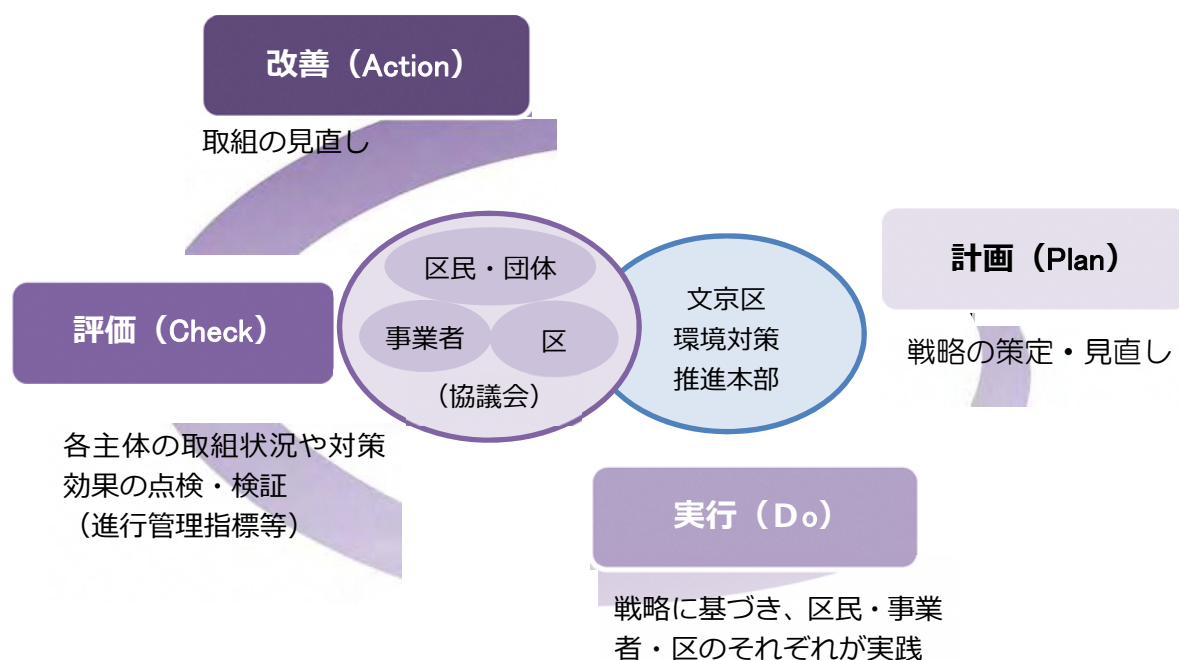 改善（Action）
取組の見直し
区民・団体
事業者
区
（協議会）
文京区
環境対策
推進本部
計画（Plan）
戦略の策定・見直し
評価（Check）
各主体の取組状況や対策
効果の点検・検証
（進行管理指標等）
実行（Ｄo）
戦略に基づき、区民・事業
者・区のそれぞれが実践